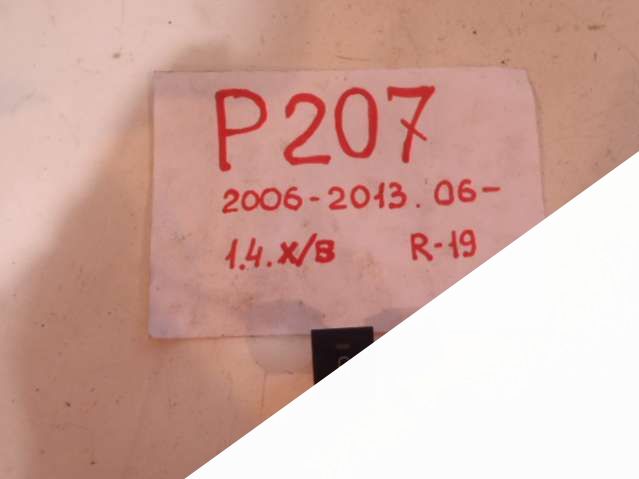 P207
2006-2013. 06-
1.4. X/B R-19